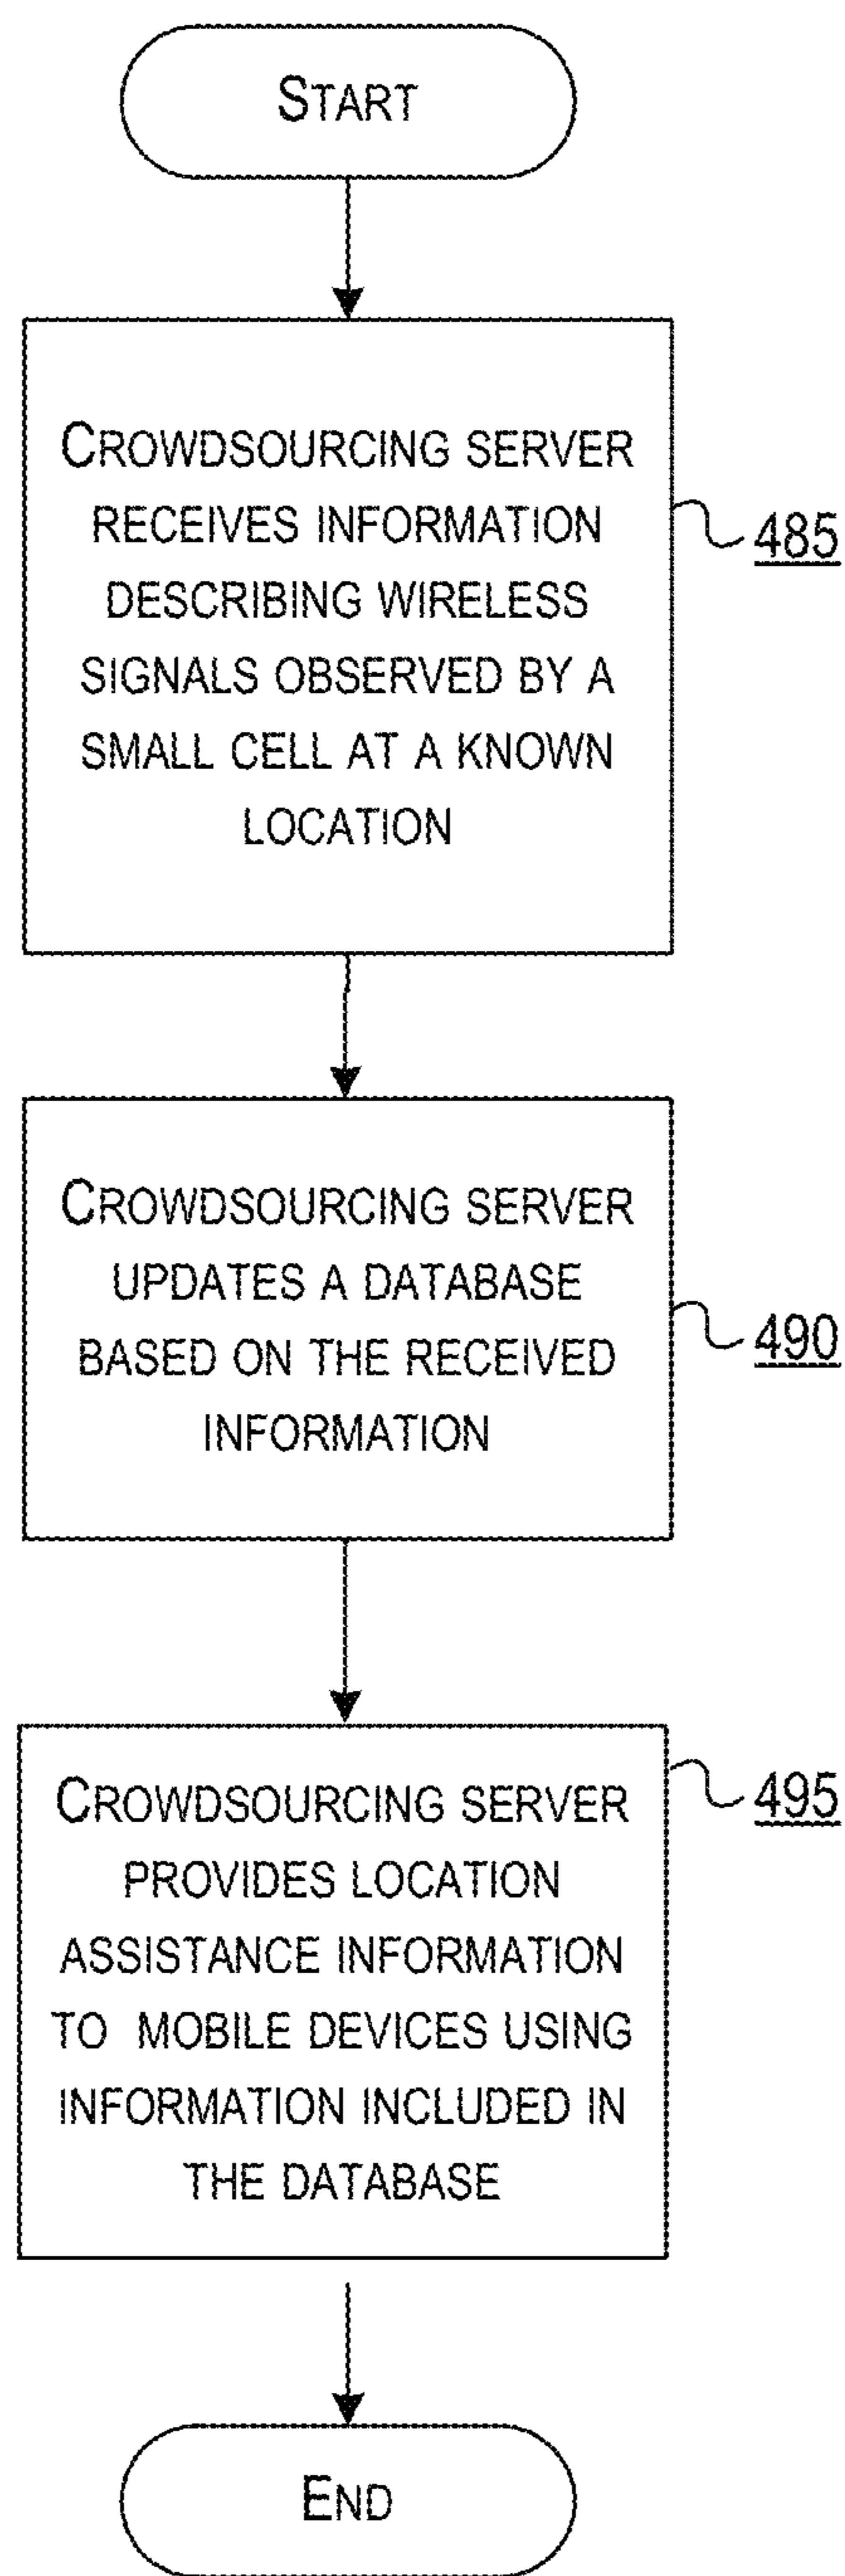 START
CROWDSOURCING SERVER
RECEIVES INFORMATION
DESCRIBING WIRELESS
SIGNALS OBSERVED BY A
SMALL CELL AT A KNOWN
LOCATION
485
CROWDSOURCING SERVER
UPDATES A DATABASE
BASED ON THE RECEIVED
INFORMATION
490
CROWDSOURCING SERVER
PROVIDES LOCATION
ASSISTANCE INFORMATION
TO MOBILE DEVICES USING
INFORMATION INCLUDED IN
THE DATABASE
495
END